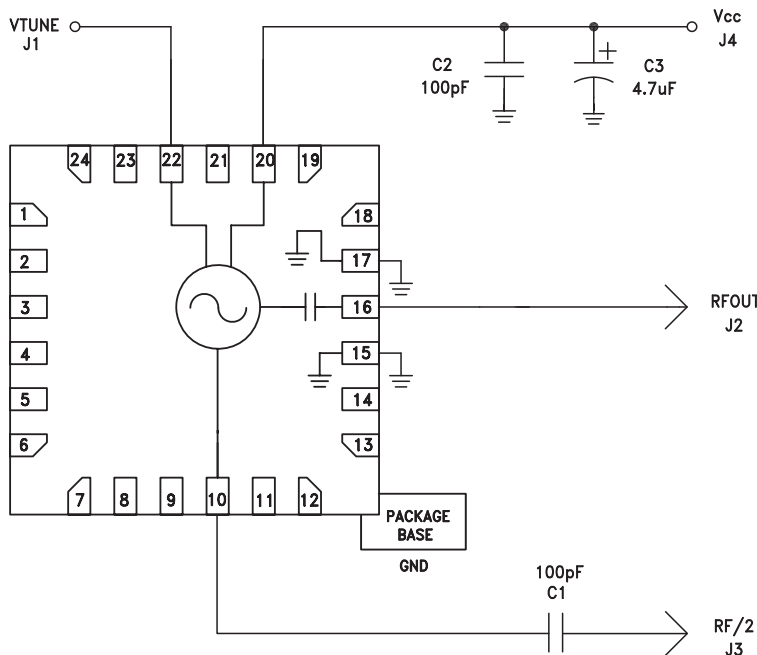 VTUNE
J1
Vcc
J4
C2
100pF
C3
4.7uF
24 23 22 21 20 19
1
18
2
17
3
16
RFOUT
J2
4
15
5
14
6
13
7 8 9 10 11 12
PACKAGE
BASE
GND
100pF
C1
RF/2
J3